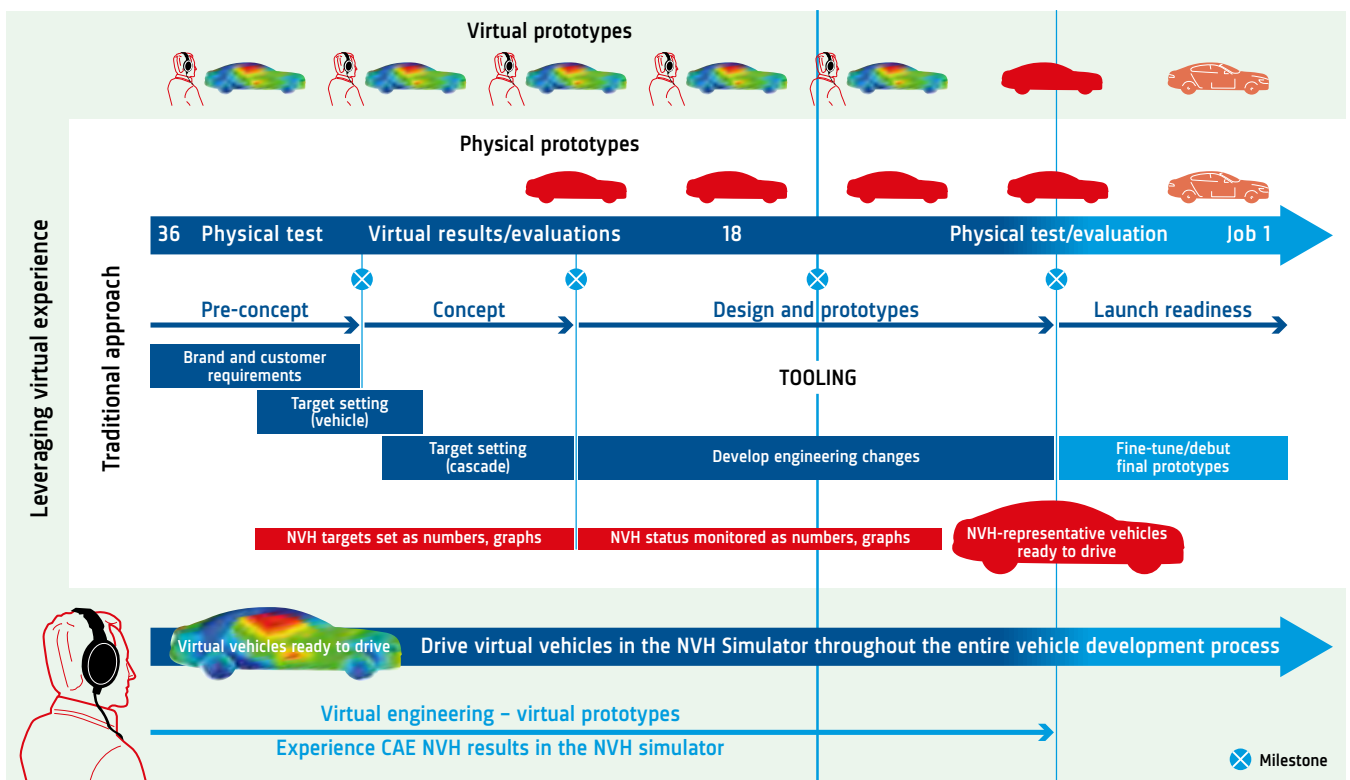 Virtual prototypes
Physical prototypes
Leveraging virtual experience
Traditional approach
36 Physical test Virtual results/evaluations 18 Physical test/evaluation Job 1
Pre-concept Concept Design and prototypes Launch readiness
Brand and customer
requirements
TOOLING
Target setting
(vehicle)
Target setting
(cascade)
Develop engineering changes
Fine-tune/debut
final prototypes
NVH targets set as numbers, graphs
NVH status monitored as numbers, graphs
NVH-representative vehicles
ready to drive
Virtual vehicles ready to drive
Drive virtual vehicles in the NVH Simulator throughout the entire vehicle development process
Virtual engineering – virtual prototypes
Experience CAE NVH results in the NVH simulator
Milestone